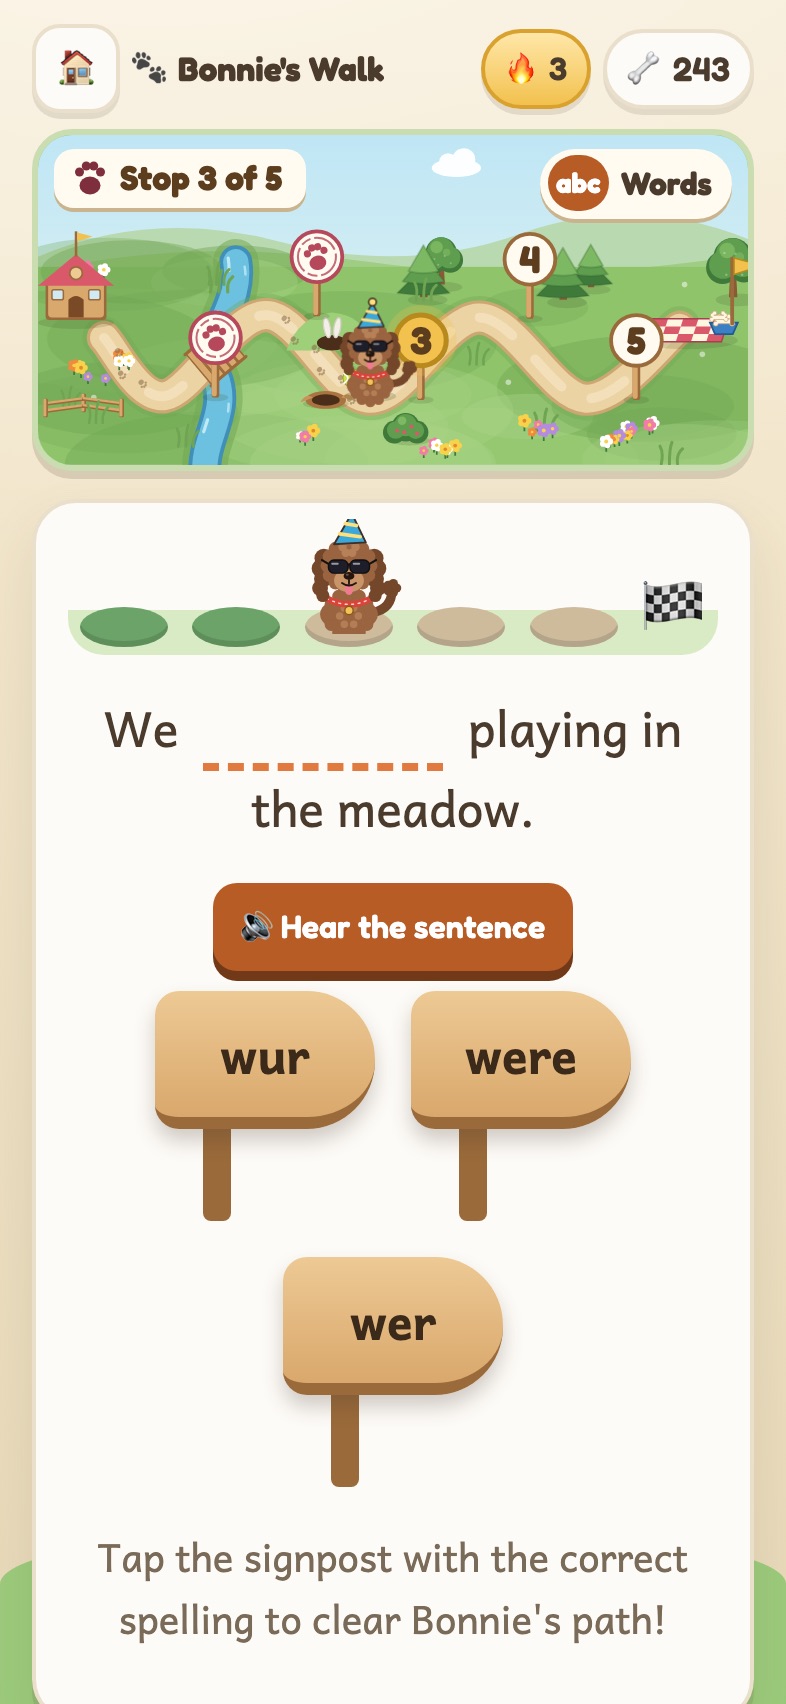 Bonnie's Walk
3
243
Stop 3 of 5
abc Words
4
3
5
We ________ playing in
the meadow.
Hear the sentence
wur
were
wer
Tap the signpost with the correct
spelling to clear Bonnie's path!